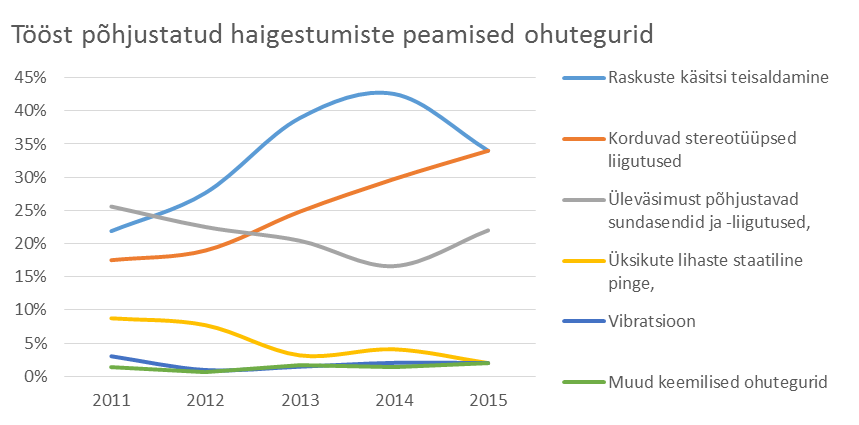 Tööst põhjustatud haigestumiste peamised ohutegurid
45%
40%
35%
30%
25%
20%
15%
10%
5%
0%
2011 2012 2013 2014 2015
Raskuste käsitsi teisaldamine
Korduvad stereotüüpsed
liigutused
Üleväsimust põhjustavad
sundasendid ja -liigutused,
Üksikute lihaste staatiline
pinge,
Vibratsioon
Muud keemilised ohutegurid